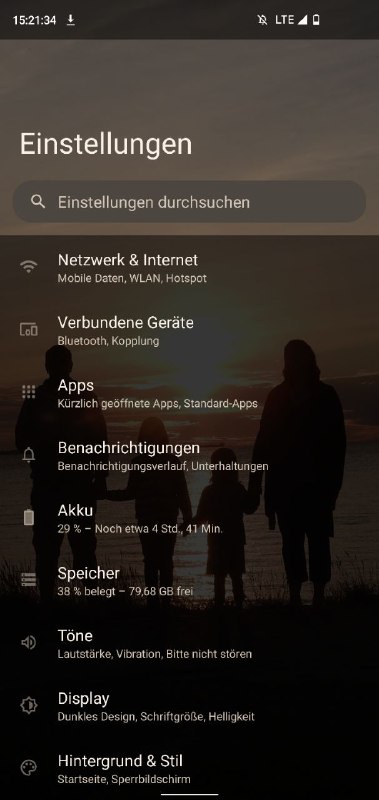 15:21:34
LTE
Einstellungen
Einstellungen durchsuchen
Netzwerk & Internet
Mobile Daten, WLAN, Hotspot
Verbundene Geräte
Bluetooth, Kopplung
Apps
Kürzlich geöffnete Apps, Standard-Apps
Benachrichtigungen
Benachrichtigungsverlauf, Unterhaltungen
Akku
29 % – Noch etwa 4 Std., 41 Min.
Speicher
38 % belegt – 79,68 GB frei
Töne
Lautstärke, Vibration, Bitte nicht stören
Display
Dunkles Design, Schriftgröße, Helligkeit
Hintergrund & Stil
Startseite, Sperrbildschirm